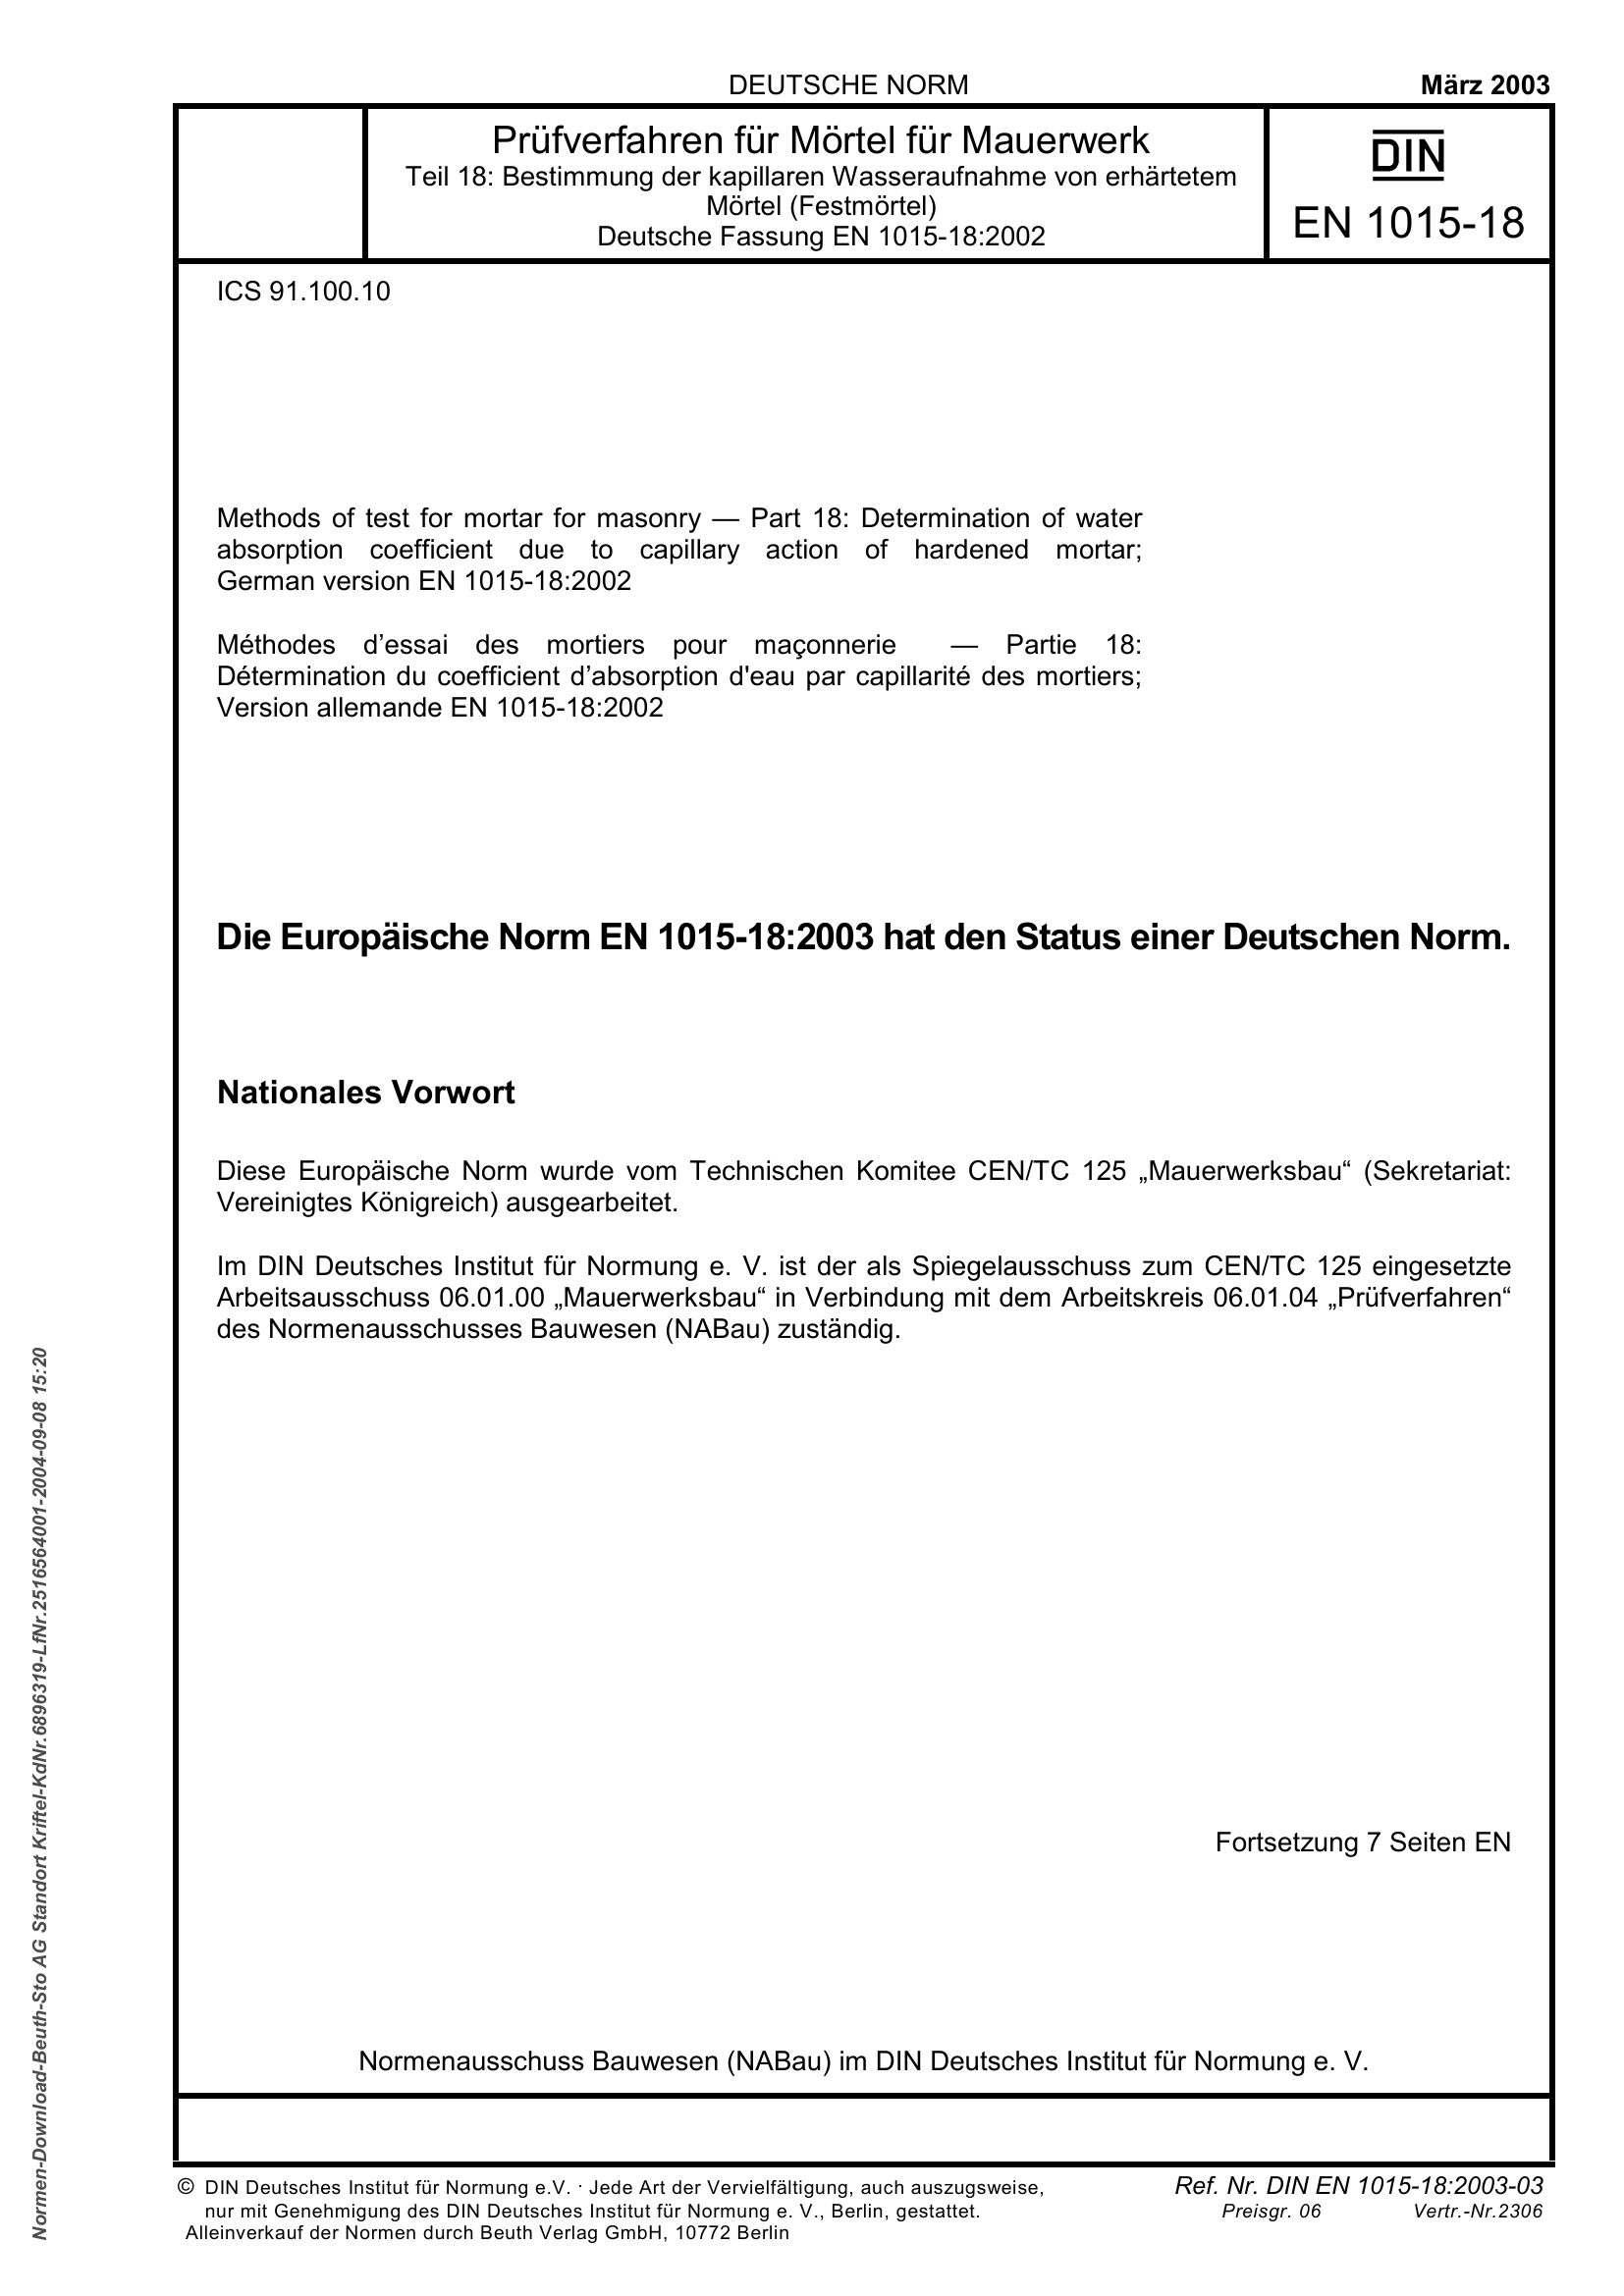 DEUTSCHE NORM
März 2003
Prüfverfahren für Mörtel für Mauerwerk
Teil 18: Bestimmung der kapillaren Wasseraufnahme von erhärtetem
Mörtel (Festmörtel)
Deutsche Fassung EN 1015-18:2002
DIN
EN 1015-18
ICS 91.100.10
Methods of test for mortar for masonry — Part 18: Determination of water
absorption coefficient due to capillary action of hardened mortar;
German version EN 1015-18:2002
Méthodes d’essai des mortiers pour maçonnerie — Partie 18:
Détermination du coefficient d’absorption d'eau par capillarité des mortiers;
Version allemande EN 1015-18:2002
Die Europäische Norm EN 1015-18:2003 hat den Status einer Deutschen Norm.
Nationales Vorwort
Diese Europäische Norm wurde vom Technischen Komitee CEN/TC 125 „Mauerwerksbau“ (Sekretariat:
Vereinigtes Königreich) ausgearbeitet.
Im DIN Deutsches Institut für Normung e. V. ist der als Spiegelausschuss zum CEN/TC 125 eingesetzte
Arbeitsausschuss 06.01.00 „Mauerwerksbau“ in Verbindung mit dem Arbeitskreis 06.01.04 „Prüfverfahren“
des Normenausschusses Bauwesen (NABau) zuständig.
Fortsetzung 7 Seiten EN
Normenausschuss Bauwesen (NABau) im DIN Deutsches Institut für Normung e. V.
© DIN Deutsches Institut für Normung e.V. · Jede Art der Vervielfältigung, auch auszugsweise,
nur mit Genehmigung des DIN Deutsches Institut für Normung e. V., Berlin, gestattet.
Alleinverkauf der Normen durch Beuth Verlag GmbH, 10772 Berlin
Ref. Nr. DIN EN 1015-18:2003-03
Preisgr. 06 Vertr.-Nr.2306
Normen-Download-Beuth-Sto AG Standort Kriftel-KdNr.6896319-LfNr.2516564001-2004-09-08 15:20